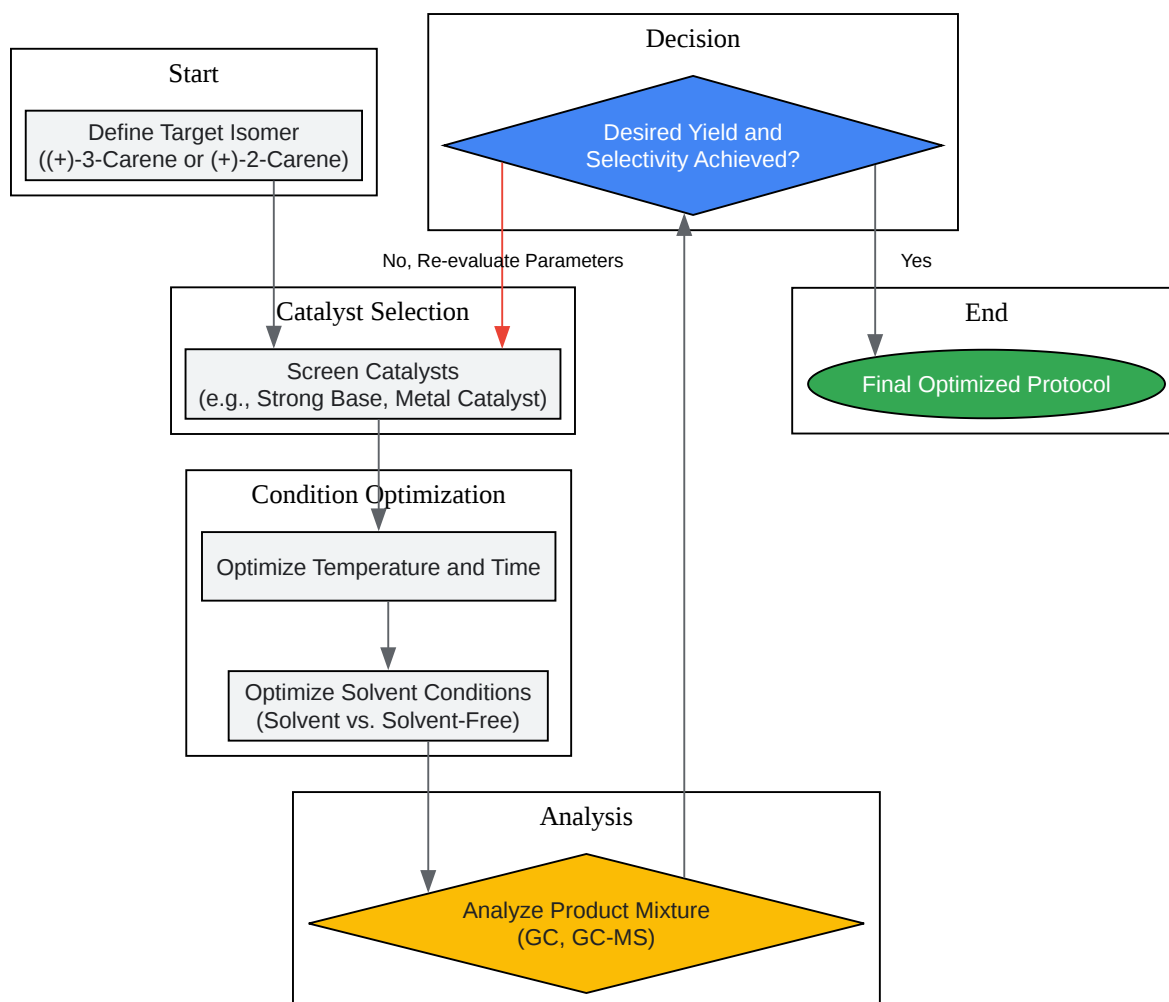 Start
Define Target Isomer
((+)-3-Carene or (+)-2-Carene)
Decision
Desired Yield and
Selectivity Achieved?
No, Re-evaluate Parameters
Yes
Catalyst Selection
Screen Catalysts
(e.g., Strong Base, Metal Catalyst)
End
Final Optimized Protocol
Condition Optimization
Optimize Temperature and Time
Optimize Solvent Conditions
(Solvent vs. Solvent-Free)
Analysis
Analyze Product Mixture
(GC, GC-MS)